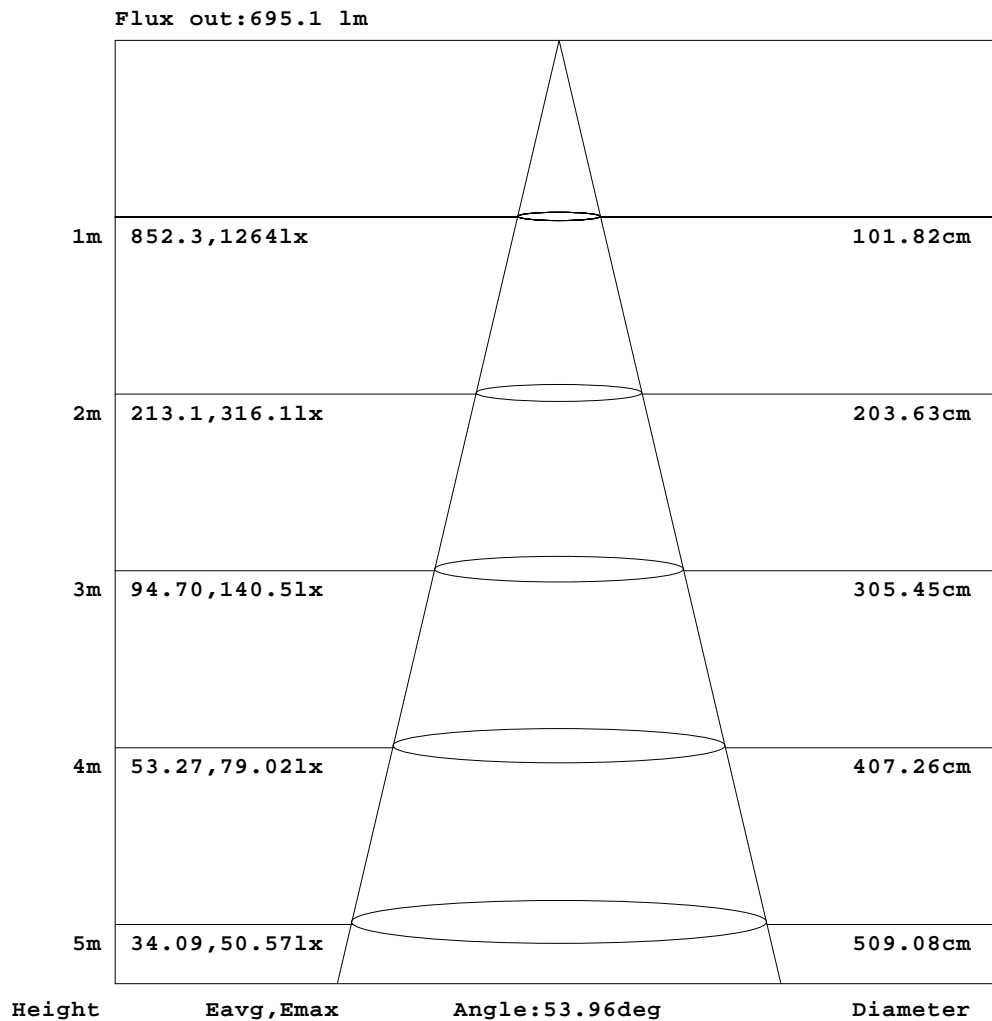 Flux out:695.1 lm
1m 852.3,1264lx 101.82cm
2m 213.1,316.1lx 203.63cm
3m 94.70,140.5lx 305.45cm
4m 53.27,79.02lx 407.26cm
5m 34.09,50.57lx 509.08cm
Height Eavg,Emax Angle:53.96deg Diameter